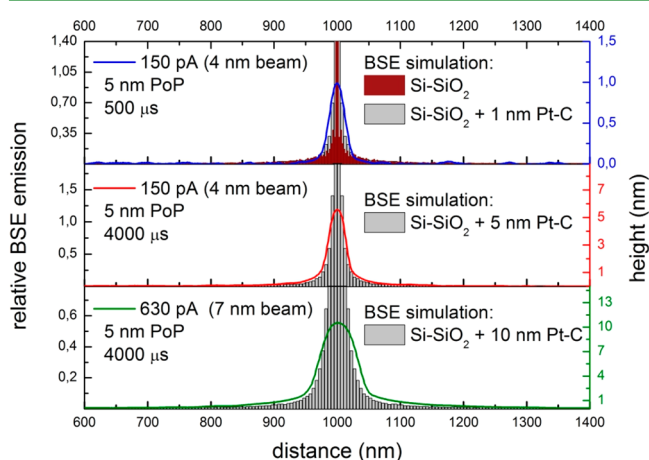 600 700 800 900 1000 1100 1200 1300 1400
1,40
1,05
0,70
0,35
150 pA (4 nm beam)
5 nm PoP
500 μs
BSE simulation:
Si-SiO2
Si-SiO2 + 1 nm Pt-C
1,5
1,0
0,5
0,0
1,5
1,0
0,5
150 pA (4 nm beam)
5 nm PoP
4000 μs
BSE simulation:
Si-SiO2 + 5 nm Pt-C
7
5
3
1
0,6
0,4
0,2
630 pA (7 nm beam)
5 nm PoP
4000 μs
BSE simulation:
Si-SiO2 + 10 nm Pt-C
13
10
7
4
1
600 700 800 900 1000 1100 1200 1300 1400
relative BSE emission
height (nm)
distance (nm)